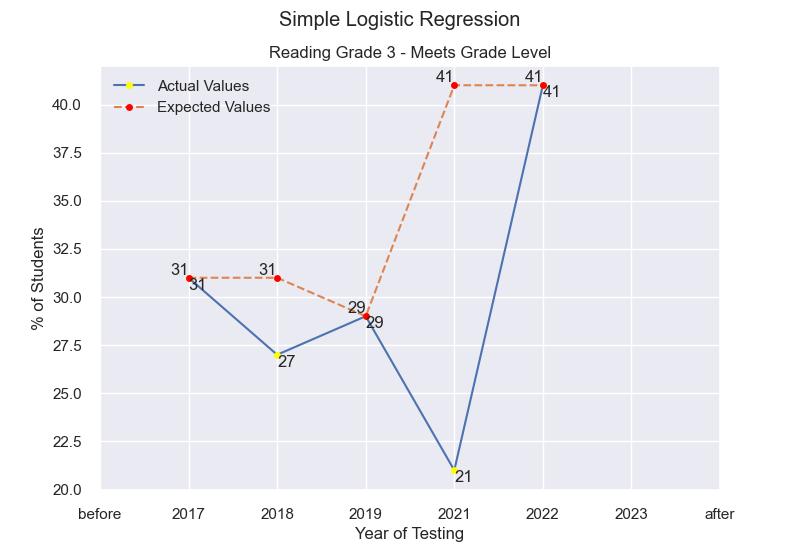 Simple Logistic Regression
Reading Grade 3 - Meets Grade Level
Actual Values
Expected Values
40.0
37.5
35.0
32.5
30.0
27.5
25.0
22.5
20.0
% of Students
31
31
31
27
29
29
41
21
41
41
before 2017 2018 2019 2021 2022 2023 after
Year of Testing